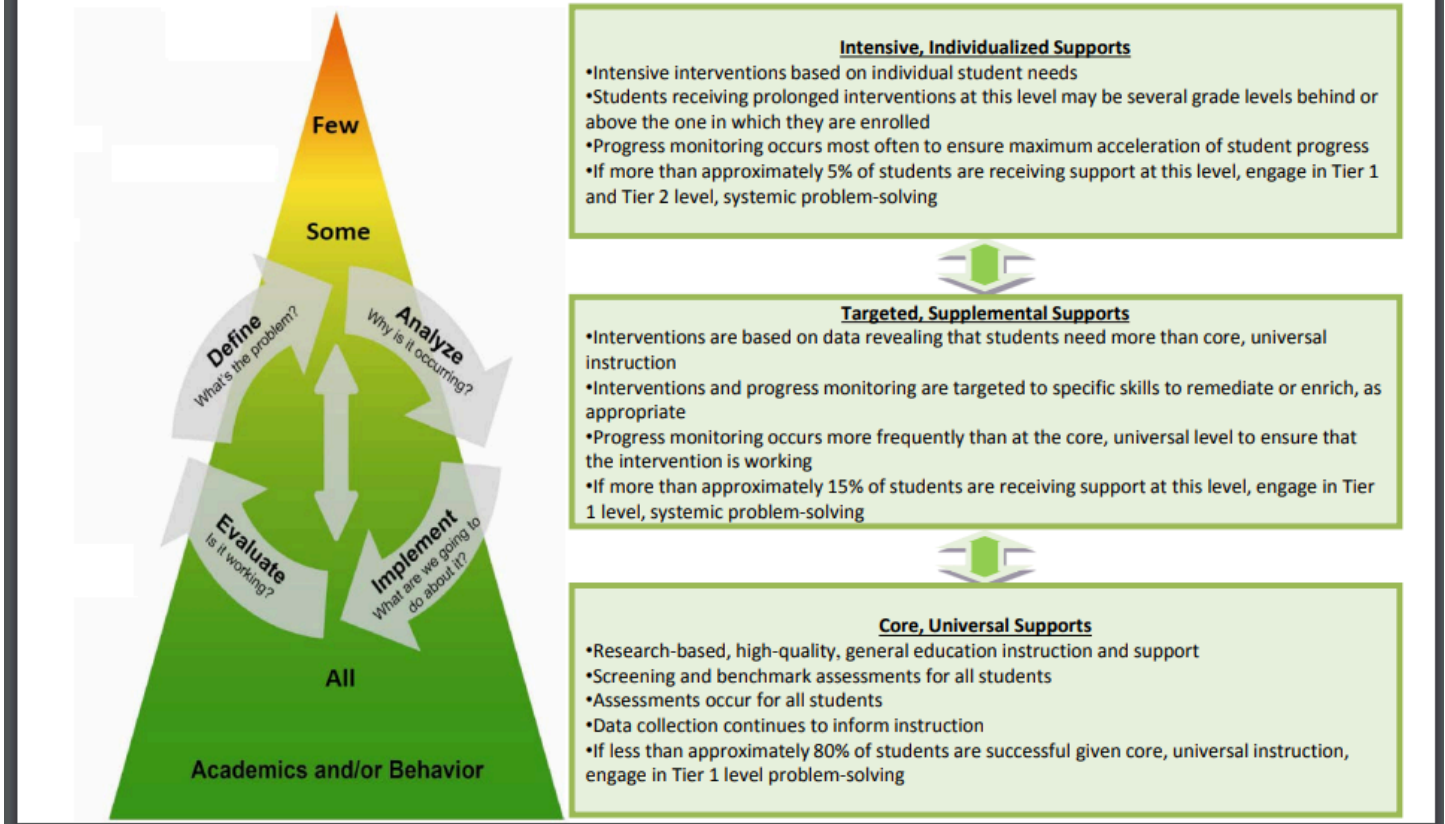 Few
Some
Define
What's the problem?
Analyze
Why is it occurring?
Implement
What are we going to
do about it?
Evaluate
Is it working?
All
Academics and/or Behavior
Intensive, Individualized Supports
•Intensive interventions based on individual student needs
•Students receiving prolonged interventions at this level may be several grade levels behind or
above the one in which they are enrolled
•Progress monitoring occurs most often to ensure maximum acceleration of student progress
•If more than approximately 5% of students are receiving support at this level, engage in Tier 1
and Tier 2 level, systemic problem-solving
Targeted, Supplemental Supports
•Interventions are based on data revealing that students need more than core, universal
instruction
•Interventions and progress monitoring are targeted to specific skills to remediate or enrich, as
appropriate
•Progress monitoring occurs more frequently than at the core, universal level to ensure that
the intervention is working
•If more than approximately 15% of students are receiving support at this level, engage in Tier
1 level, systemic problem-solving
Core, Universal Supports
•Research-based, high-quality, general education instruction and support
•Screening and benchmark assessments for all students
•Assessments occur for all students
•Data collection continues to inform instruction
•If less than approximately 80% of students are successful given core, universal instruction,
engage in Tier 1 level problem-solving